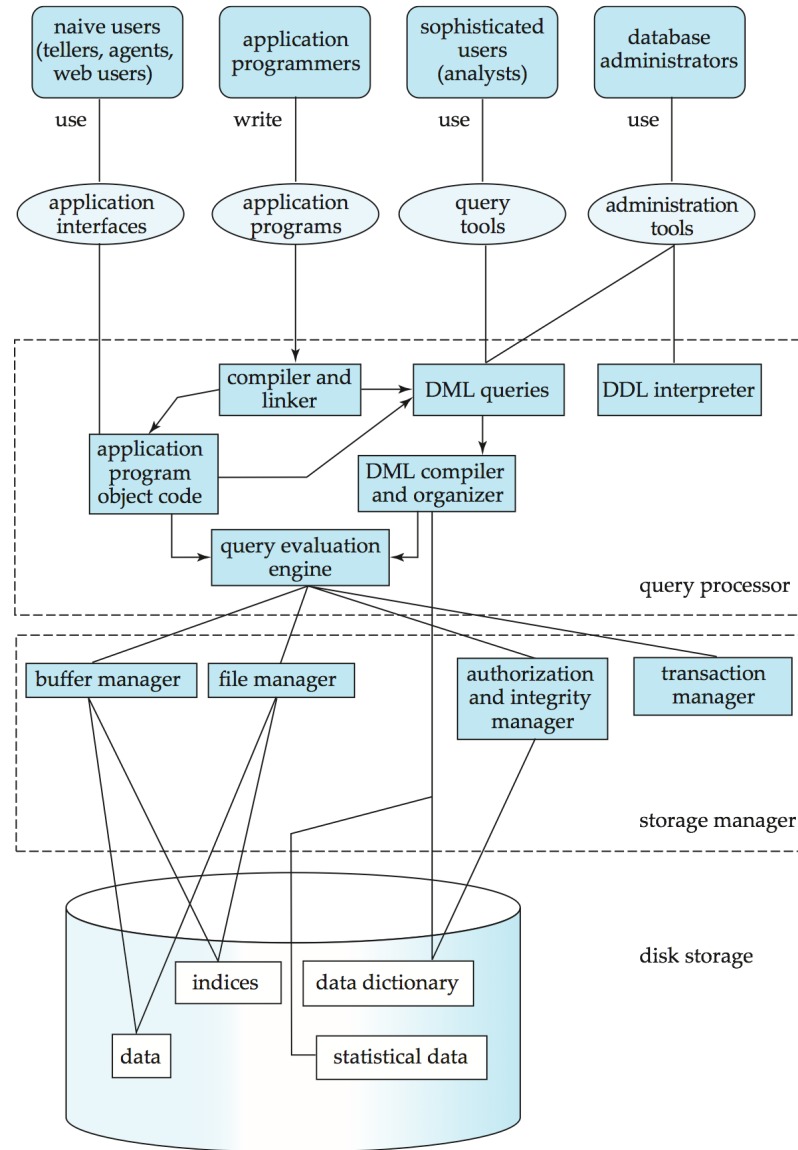 naive users
(tellers, agents,
web users)
application
programmers
sophisticated
users
(analysts)
database
administrators
use
write
use
use
application
interfaces
application
programs
query
tools
administration
tools
compiler and
linker
DML queries
DDL interpreter
application
program
object code
DML compiler
and organizer
query evaluation
engine
query processor
buffer manager
file manager
authorization
and integrity
manager
transaction
manager
storage manager
disk storage
indices
data dictionary
data
statistical data